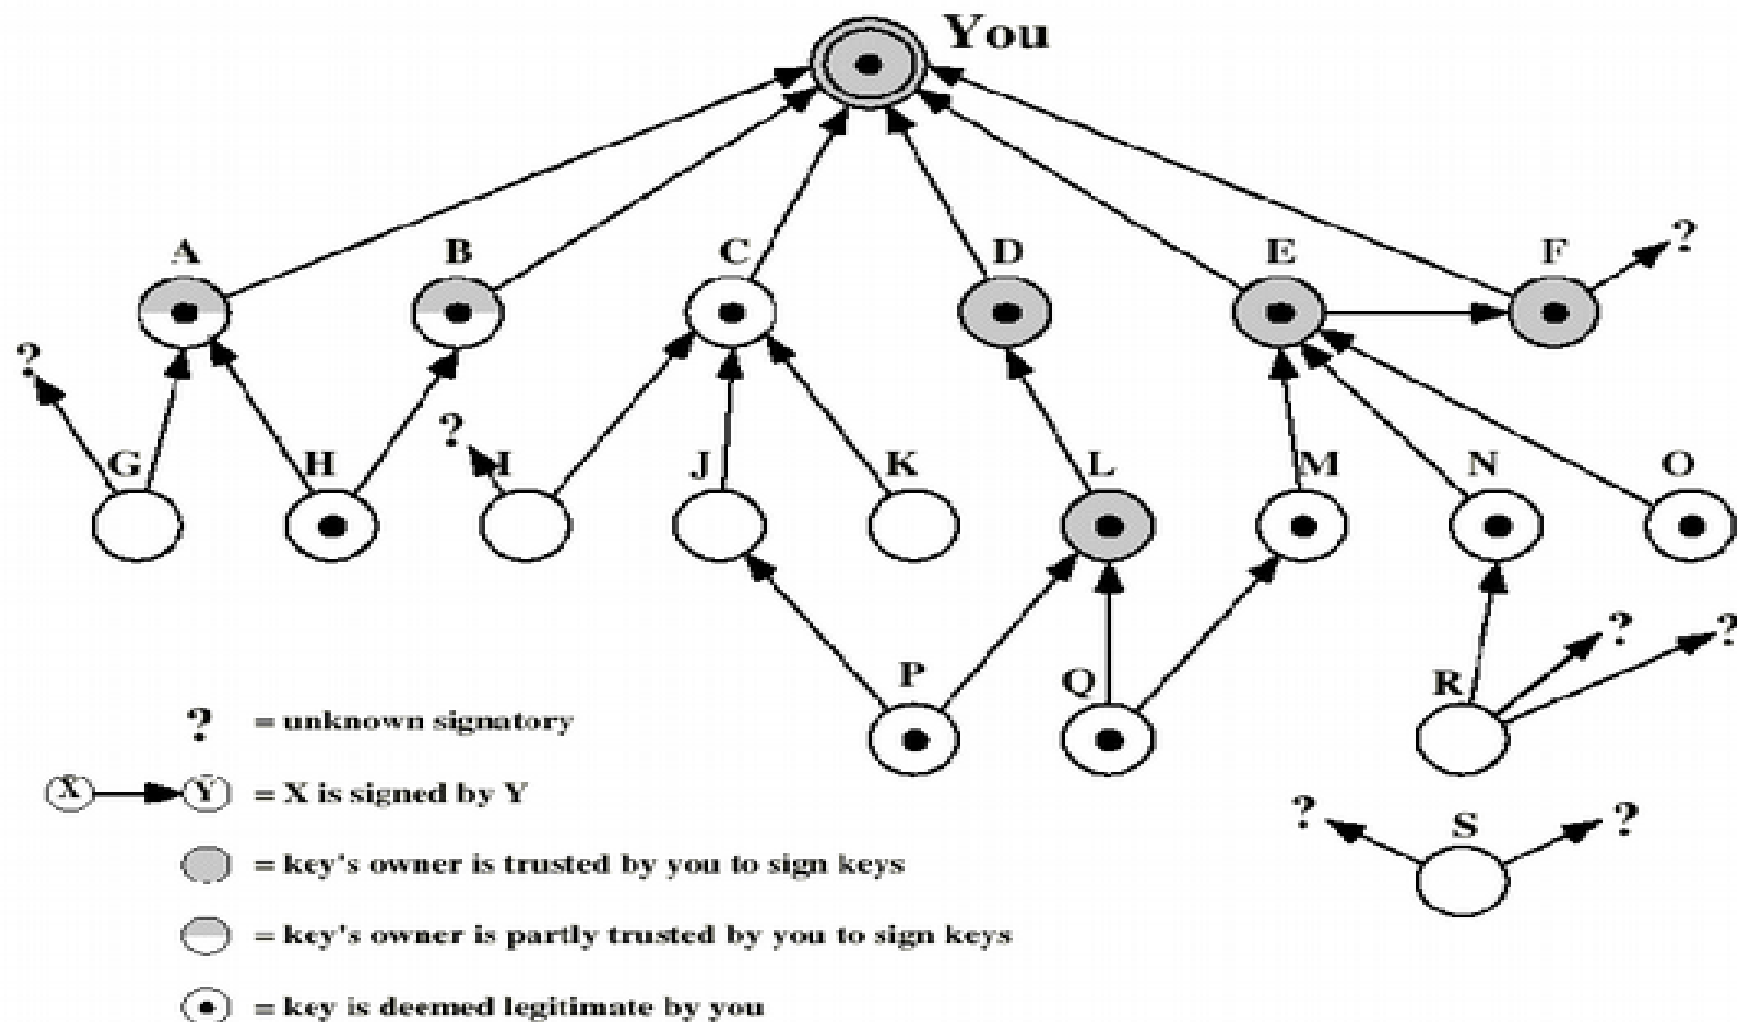 You
A B C D E F ?
?
?
G H I J K L M N O
? ?
P Q R
? = unknown signatory
X Y = X is signed by Y
? S ?
= key's owner is trusted by you to sign keys
= key's owner is partly trusted by you to sign keys
= key is deemed legitimate by you